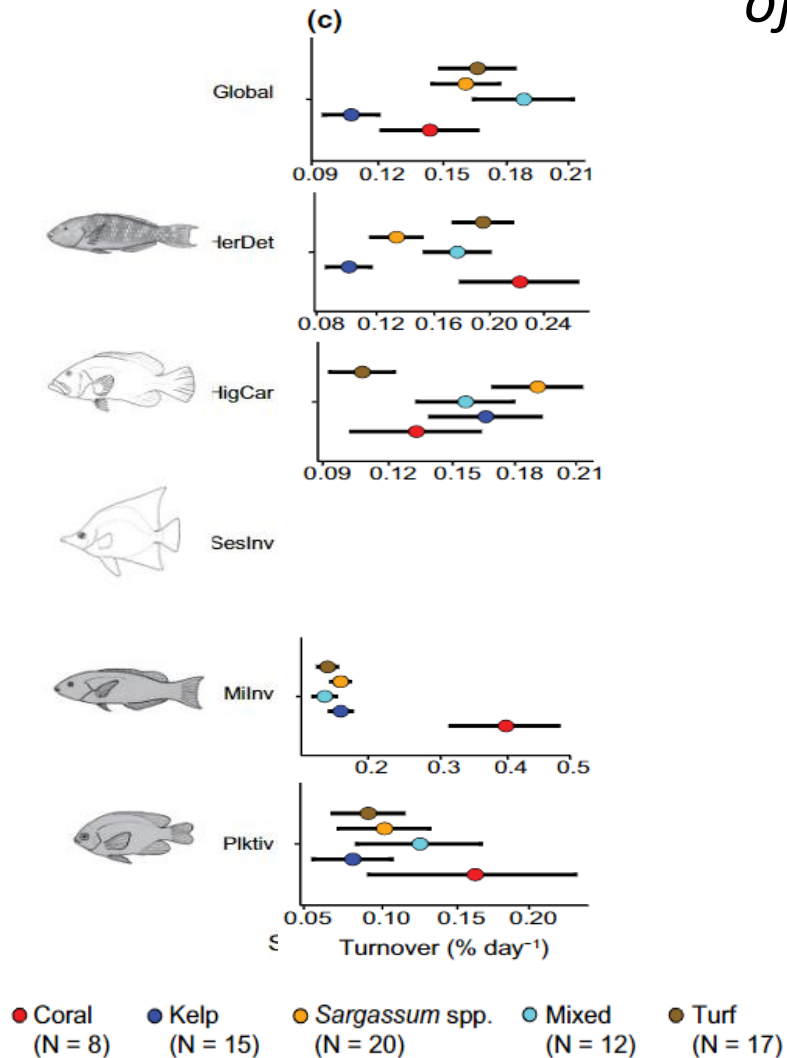 (c)
of
Global
0.09 0.12 0.15 0.18 0.21
HerDet
0.08 0.12 0.16 0.20 0.24
HigCar
0.09 0.12 0.15 0.18 0.21
SesInv
MiInv
0.2 0.3 0.4 0.5
Plktiv
0.05 0.10 0.15 0.20
S
Turnover (% day⁻¹)
Coral Kelp Sargassum spp. Mixed Turf
(N = 8) (N = 15) (N = 20) (N = 12) (N = 17)